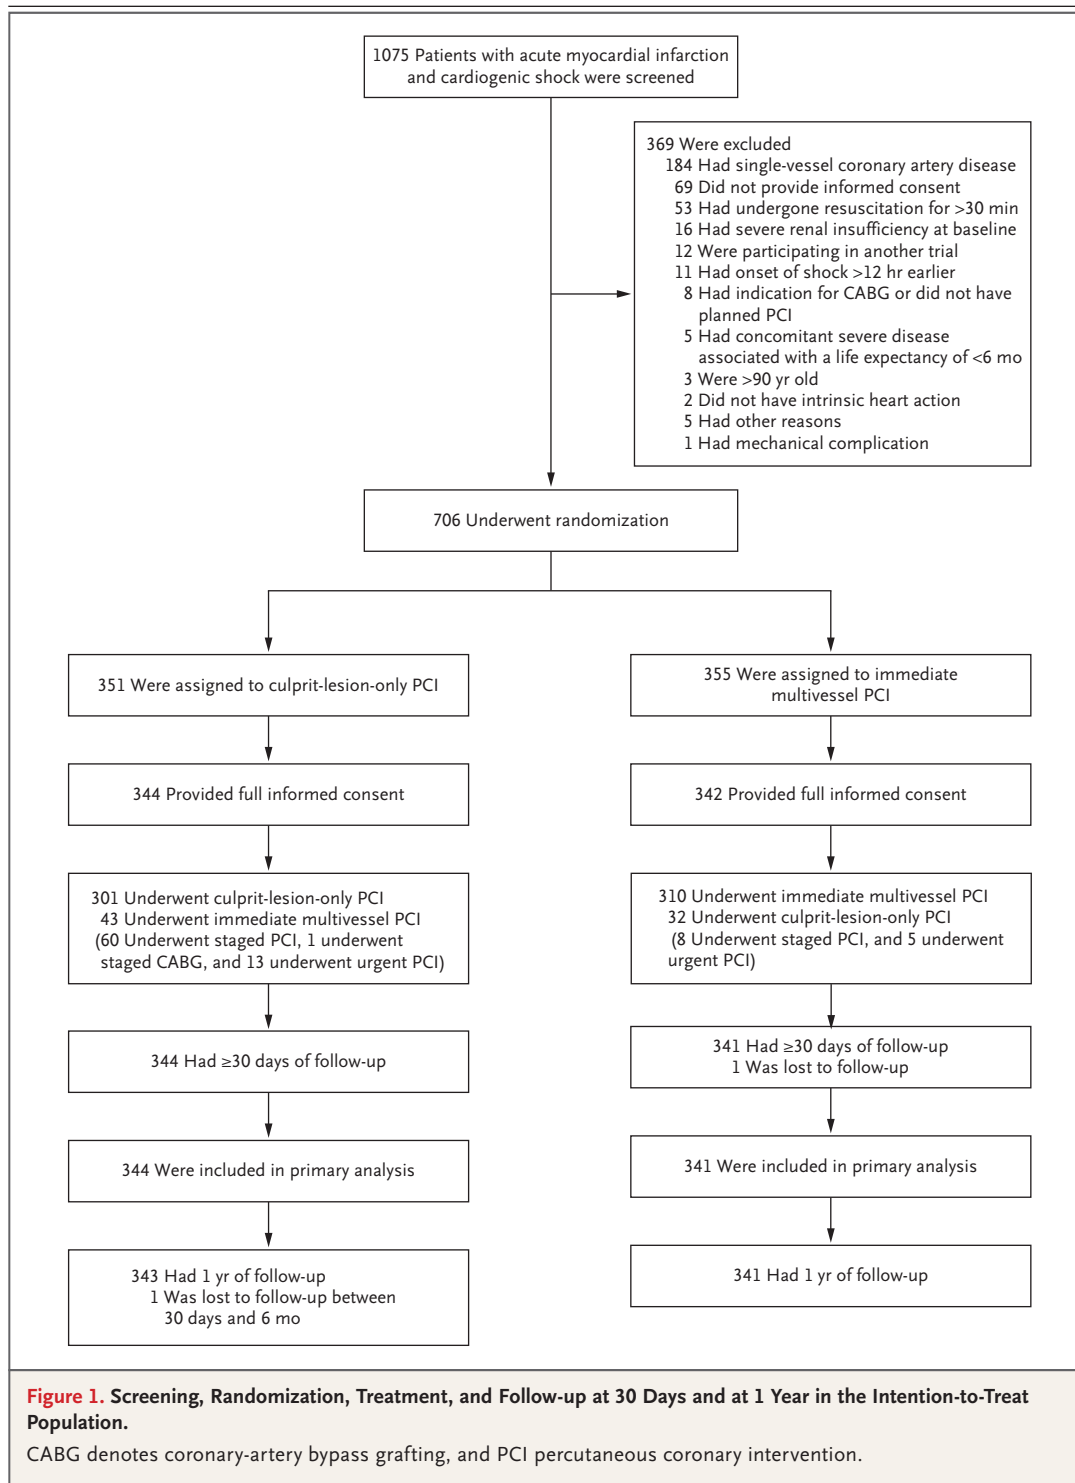 1075 Patients with acute myocardial infarction
and cardiogenic shock were screened
369 Were excluded
184 Had single-vessel coronary artery disease
69 Did not provide informed consent
53 Had undergone resuscitation for >30 min
16 Had severe renal insufficiency at baseline
12 Were participating in another trial
11 Had onset of shock >12 hr earlier
8 Had indication for CABG or did not have
planned PCI
5 Had concomitant severe disease
associated with a life expectancy of <6 mo
3 Were >90 yr old
2 Did not have intrinsic heart action
5 Had other reasons
1 Had mechanical complication
706 Underwent randomization
351 Were assigned to culprit-lesion-only PCI
355 Were assigned to immediate
multivessel PCI
344 Provided full informed consent
342 Provided full informed consent
301 Underwent culprit-lesion-only PCI
43 Underwent immediate multivessel PCI
(60 Underwent staged PCI, 1 underwent
staged CABG, and 13 underwent urgent PCI)
310 Underwent immediate multivessel PCI
32 Underwent culprit-lesion-only PCI
(8 Underwent staged PCI, and 5 underwent
urgent PCI)
344 Had ≥30 days of follow-up
341 Had ≥30 days of follow-up
1 Was lost to follow-up
344 Were included in primary analysis
341 Were included in primary analysis
343 Had 1 yr of follow-up
1 Was lost to follow-up between
30 days and 6 mo
341 Had 1 yr of follow-up
Figure 1. Screening, Randomization, Treatment, and Follow-up at 30 Days and at 1 Year in the Intention-to-Treat
Population.
CABG denotes coronary-artery bypass grafting, and PCI percutaneous coronary intervention.